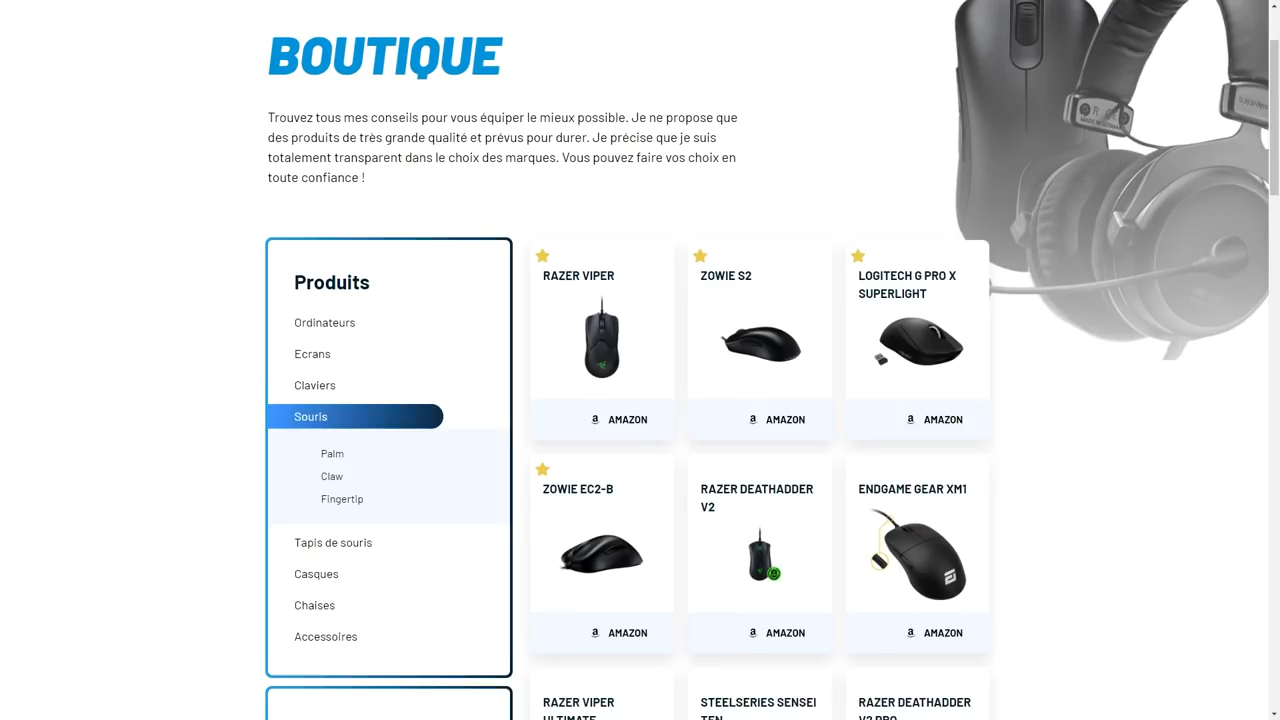 BOUTIQUE
Trouvez tous mes conseils pour vous équiper le mieux possible. Je ne propose que
des produits de très grande qualité et prévus pour durer. Je précise que je suis
totalement transparent dans le choix des marques. Vous pouvez faire vos choix en
toute confiance !
Produits
Ordinateurs
Ecrans
Claviers
Souris
Palm
Claw
Fingertip
Tapis de souris
Casques
Chaises
Accessoires
RAZER VIPER
AMAZON
ZOWIE S2
AMAZON
LOGITECH G PRO X
SUPERLIGHT
AMAZON
ZOWIE EC2-B
AMAZON
RAZER DEATHADDER
V2
AMAZON
ENDGAME GEAR XM1
AMAZON
RAZER VIPER
ULTIMATE
STEELSERIES SENSEI
TEN
RAZER DEATHADDER
V2 PRO